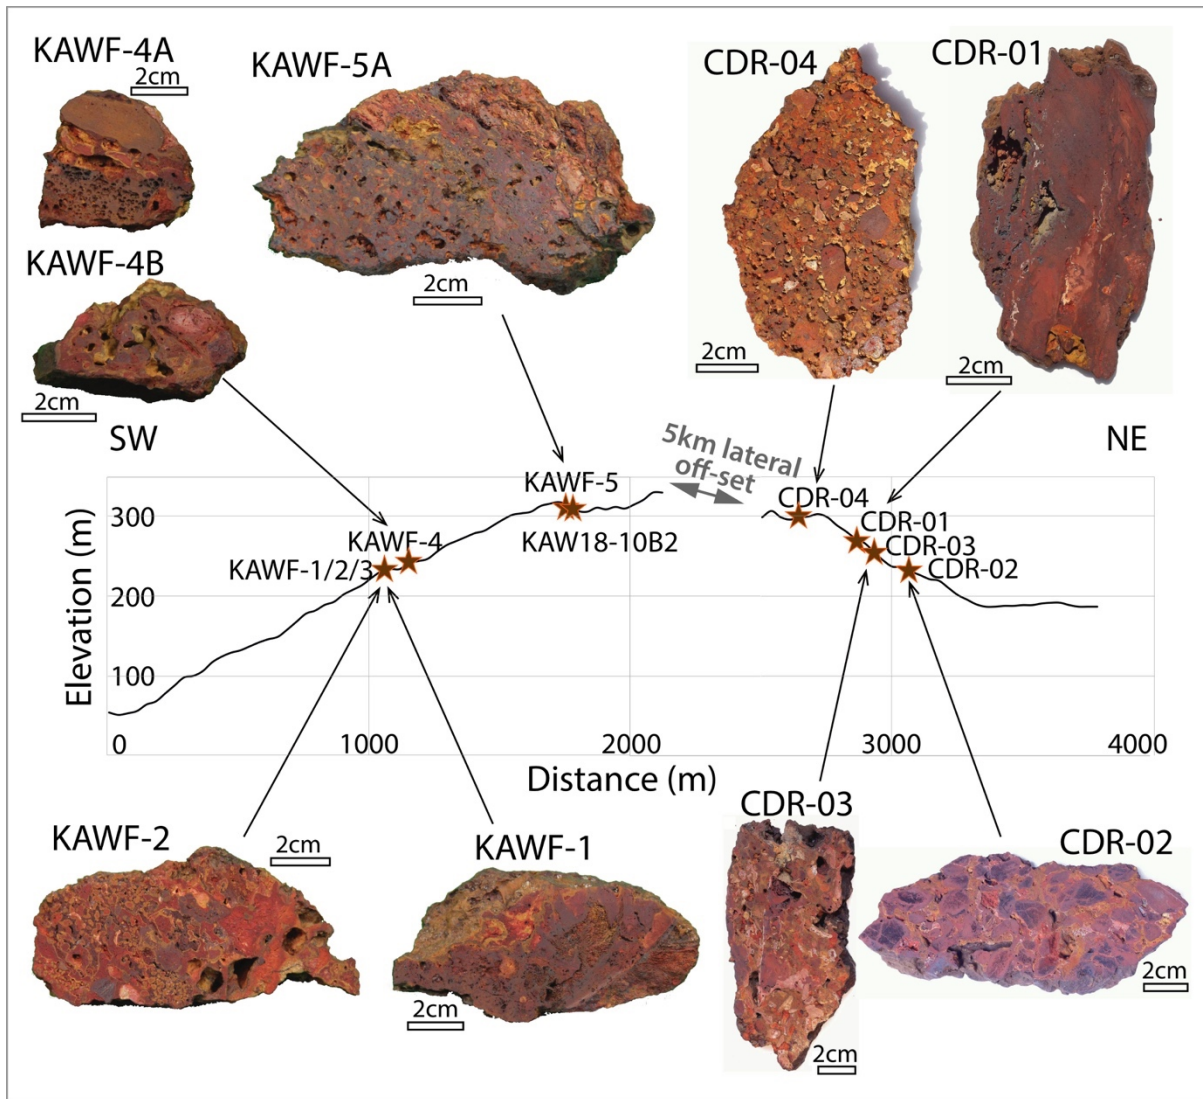 KAWF-4A
2cm
KAWF-5A
2cm
CDR-04
2cm
CDR-01
2cm
KAWF-4B
2cm
SW
NE
5km lateral
off-set
Elevation (m)
300
200
100
0
1000
2000
3000
4000
Distance (m)
KAWF-5
KAW18-10B2
KAWF-4
KAWF-1/2/3
CDR-04
CDR-01
CDR-03
CDR-02
KAWF-2
2cm
KAWF-1
2cm
CDR-03
2cm
CDR-02
2cm